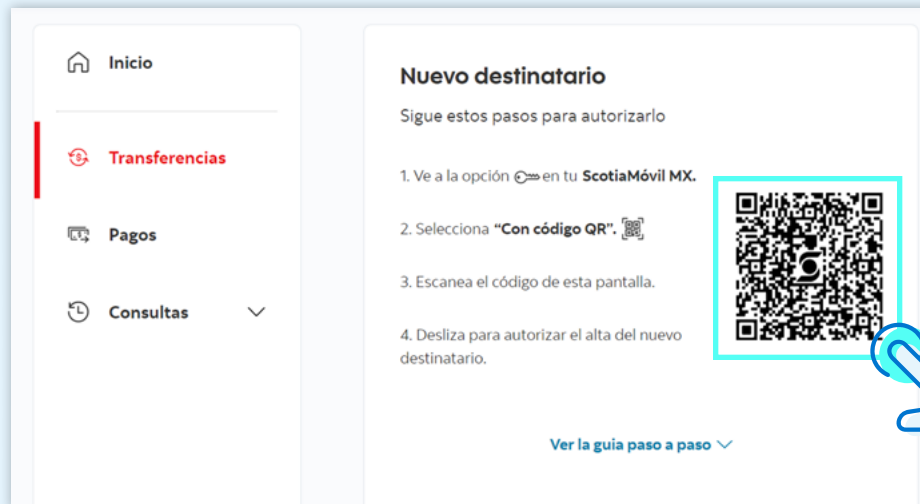 Inicio
Transferencias
Pagos
Consultas
Nuevo destinatario
Sigue estos pasos para autorizarlo
1. Ve a la opción en tu ScotiaMóvil MX.
2. Selecciona “Con código QR”.
3. Escanea el código de esta pantalla.
4. Desliza para autorizar el alta del nuevo
destinatario.
Ver la guia paso a paso